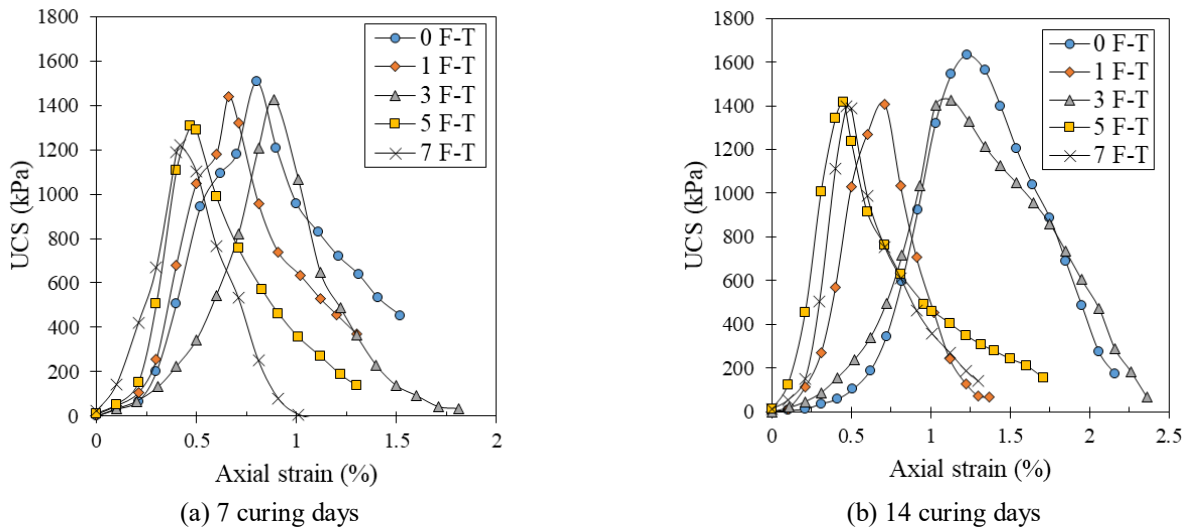 1800
1600
1400
1200
1000
800
600
400
200
0
0
0.5
1
1.5
2
UCS (kPa)
Axial strain (%)
0 F-T
1 F-T
3 F-T
5 F-T
7 F-T
(a) 7 curing days
1800
1600
1400
1200
1000
800
600
400
200
0
0
0.5
1
1.5
2
2.5
UCS (kPa)
Axial strain (%)
0 F-T
1 F-T
3 F-T
5 F-T
7 F-T
(b) 14 curing days